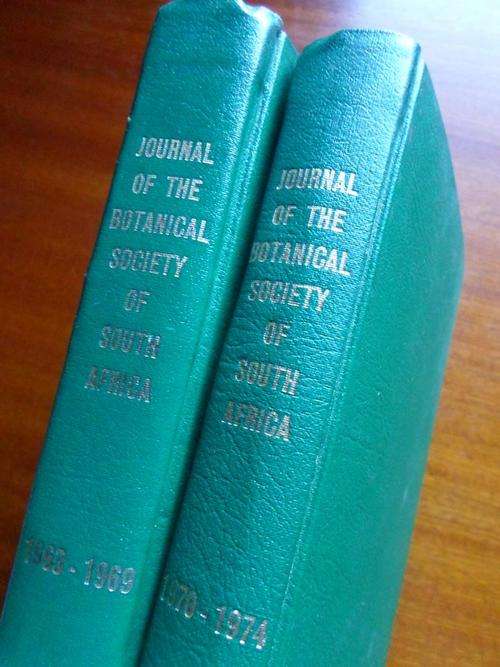 JOURNAL
OF THE
BOTANICAL
SOCIETY
OF
SOUTH
AFRICA
1963-1969
JOURNAL
OF THE
BOTANICAL
SOCIETY
OF
SOUTH
AFRICA
1970-1974